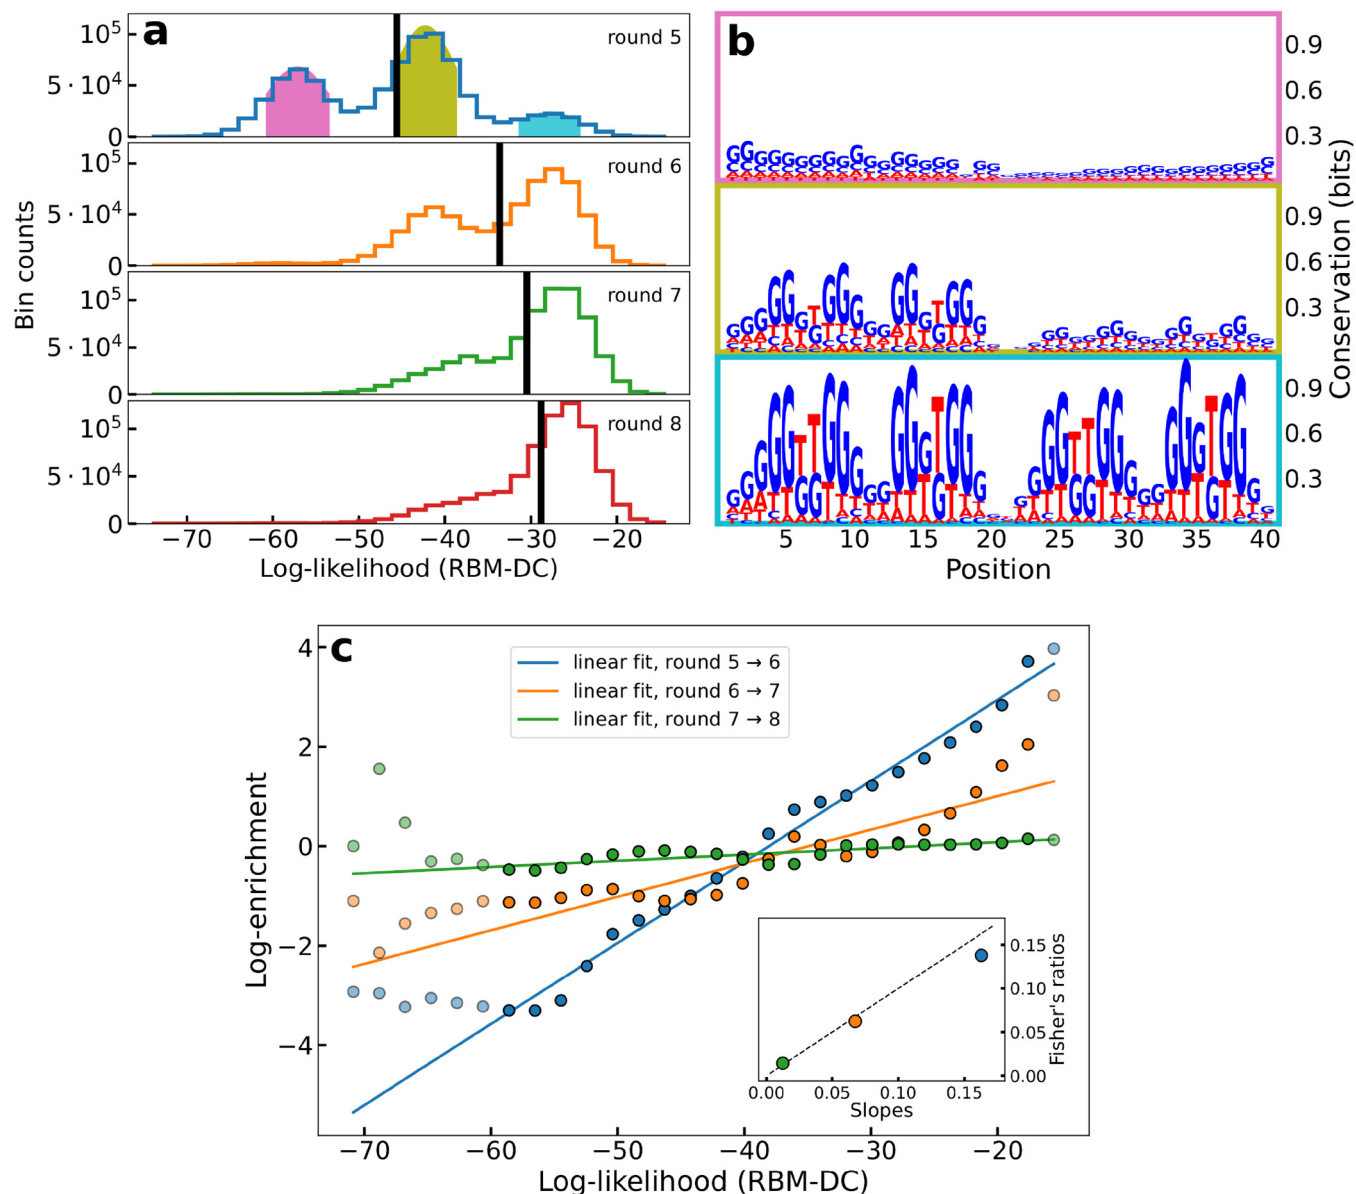 a
round 5
10⁵
5 · 10⁴
0
round 6
10⁵
5 · 10⁴
0
round 7
10⁵
5 · 10⁴
0
round 8
10⁵
5 · 10⁴
0
Bin counts
−70 −60 −50 −40 −30 −20
Log-likelihood (RBM-DC)
b
0.9
0.6
0.3
0.9
0.6
0.3
0.9
0.6
0.3
Conservation (bits)
5 10 15 20 25 30 35 40
Position
c
linear fit, round 5 → 6
linear fit, round 6 → 7
linear fit, round 7 → 8
4
2
0
−2
−4
Log-enrichment
−70 −60 −50 −40 −30 −20
Log-likelihood (RBM-DC)
0.15
0.10
0.05
0.00
Fisher's ratios
0.00 0.05 0.10 0.15
Slopes